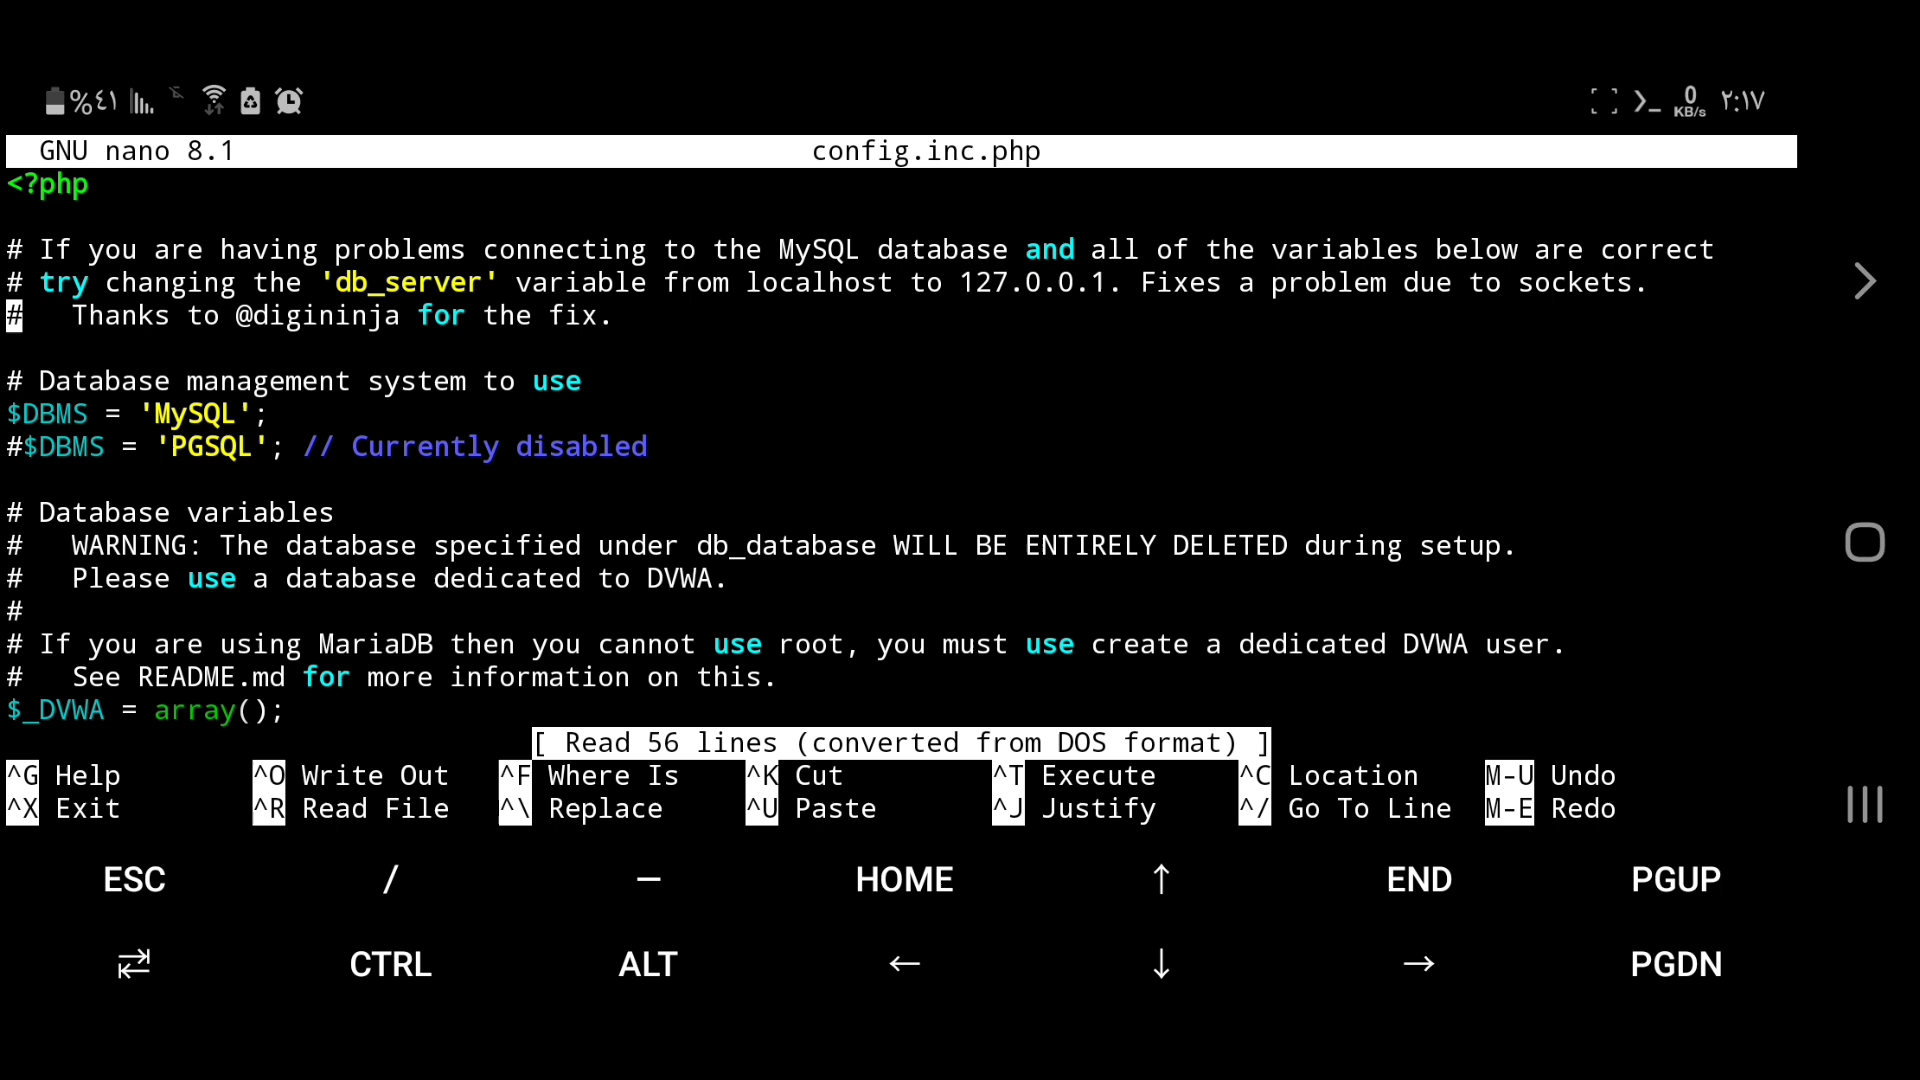 %٤١ 0 KB/s ٢:١٧
GNU nano 8.1 config.inc.php
<?php
# If you are having problems connecting to the MySQL database and all of the variables below are correct
# try changing the 'db_server' variable from localhost to 127.0.0.1. Fixes a problem due to sockets.
#   Thanks to @digininja for the fix.
# Database management system to use
$DBMS = 'MySQL';
#$DBMS = 'PGSQL'; // Currently disabled
# Database variables
#   WARNING: The database specified under db_database WILL BE ENTIRELY DELETED during setup.
#   Please use a database dedicated to DVWA.
#
# If you are using MariaDB then you cannot use root, you must use create a dedicated DVWA user.
#   See README.md for more information on this.
$_DVWA = array();
[ Read 56 lines (converted from DOS format) ]
^G Help ^O Write Out ^F Where Is ^K Cut ^T Execute ^C Location M-U Undo
^X Exit ^R Read File ^\ Replace ^U Paste ^J Justify ^/ Go To Line M-E Redo
ESC / — HOME ↑ END PGUP
⇄ CTRL ALT ← ↓ → PGDN